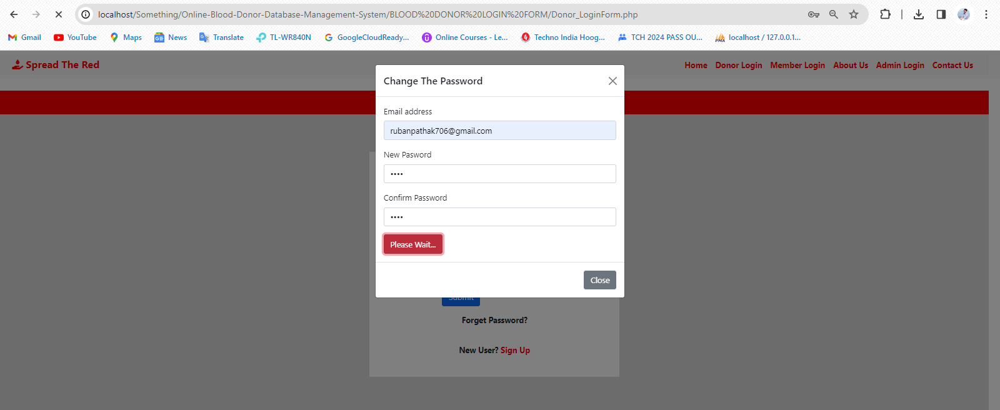 localhost/Something/Online-Blood-Donor-Database-Management-System/BLOOD%20DONOR%20LOGIN%20FORM/Donor_LoginForm.php
Gmail YouTube Maps News Translate TL-WR840N GoogleCloudReady... Online Courses - Le... Techno India Hoog... TCH 2024 PASS OU... PMA localhost / 127.0.0.1...
Spread The Red Home Donor Login Member Login About Us Admin Login Contact Us
Change The Password
Email address
rubanpathak706@gmail.com
New Pasword
••••
Confirm Password
••••
Please Wait...
Close
Submit
Forget Password?
New User? Sign Up